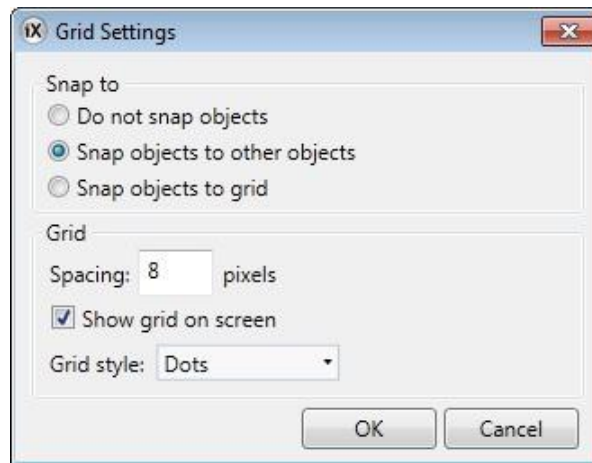 iX Grid Settings
Snap to
Do not snap objects
Snap objects to other objects
Snap objects to grid
Grid
Spacing: 8 pixels
Show grid on screen
Grid style: Dots
OK Cancel